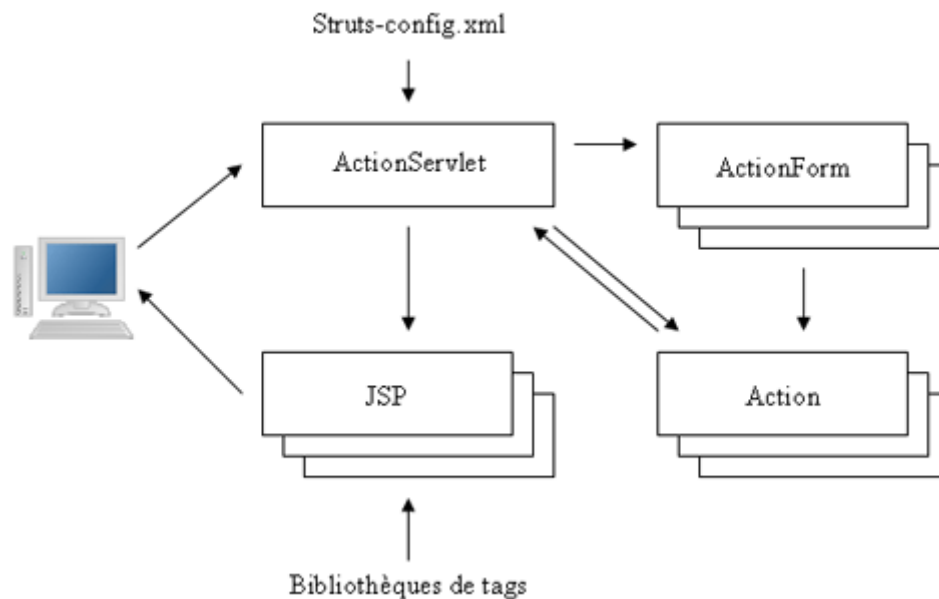 Struts-config.xml
ActionServlet
ActionForm
JSP
Action
Bibliothèques de tags